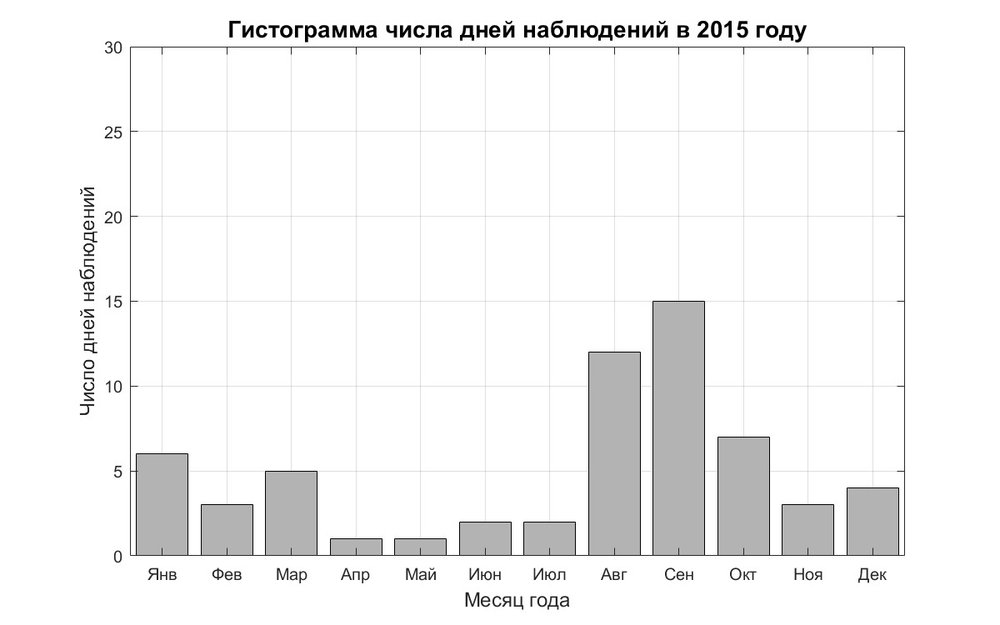 Гистограмма числа дней наблюдений в 2015 году
30
25
20
15
10
5
0
Число дней наблюдений
Янв Фев Мар Апр Май Июн Июл Авг Сен Окт Ноя Дек
Месяц года